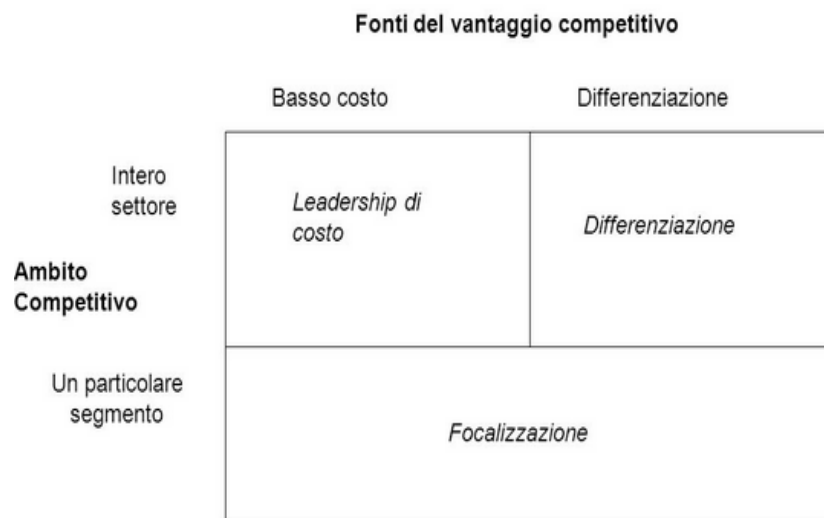 Fonti del vantaggio competitivo
Basso costo
Differenziazione
Intero
settore
Leadership di
costo
Differenziazione
Ambito
Competitivo
Un particolare
segmento
Focalizzazione